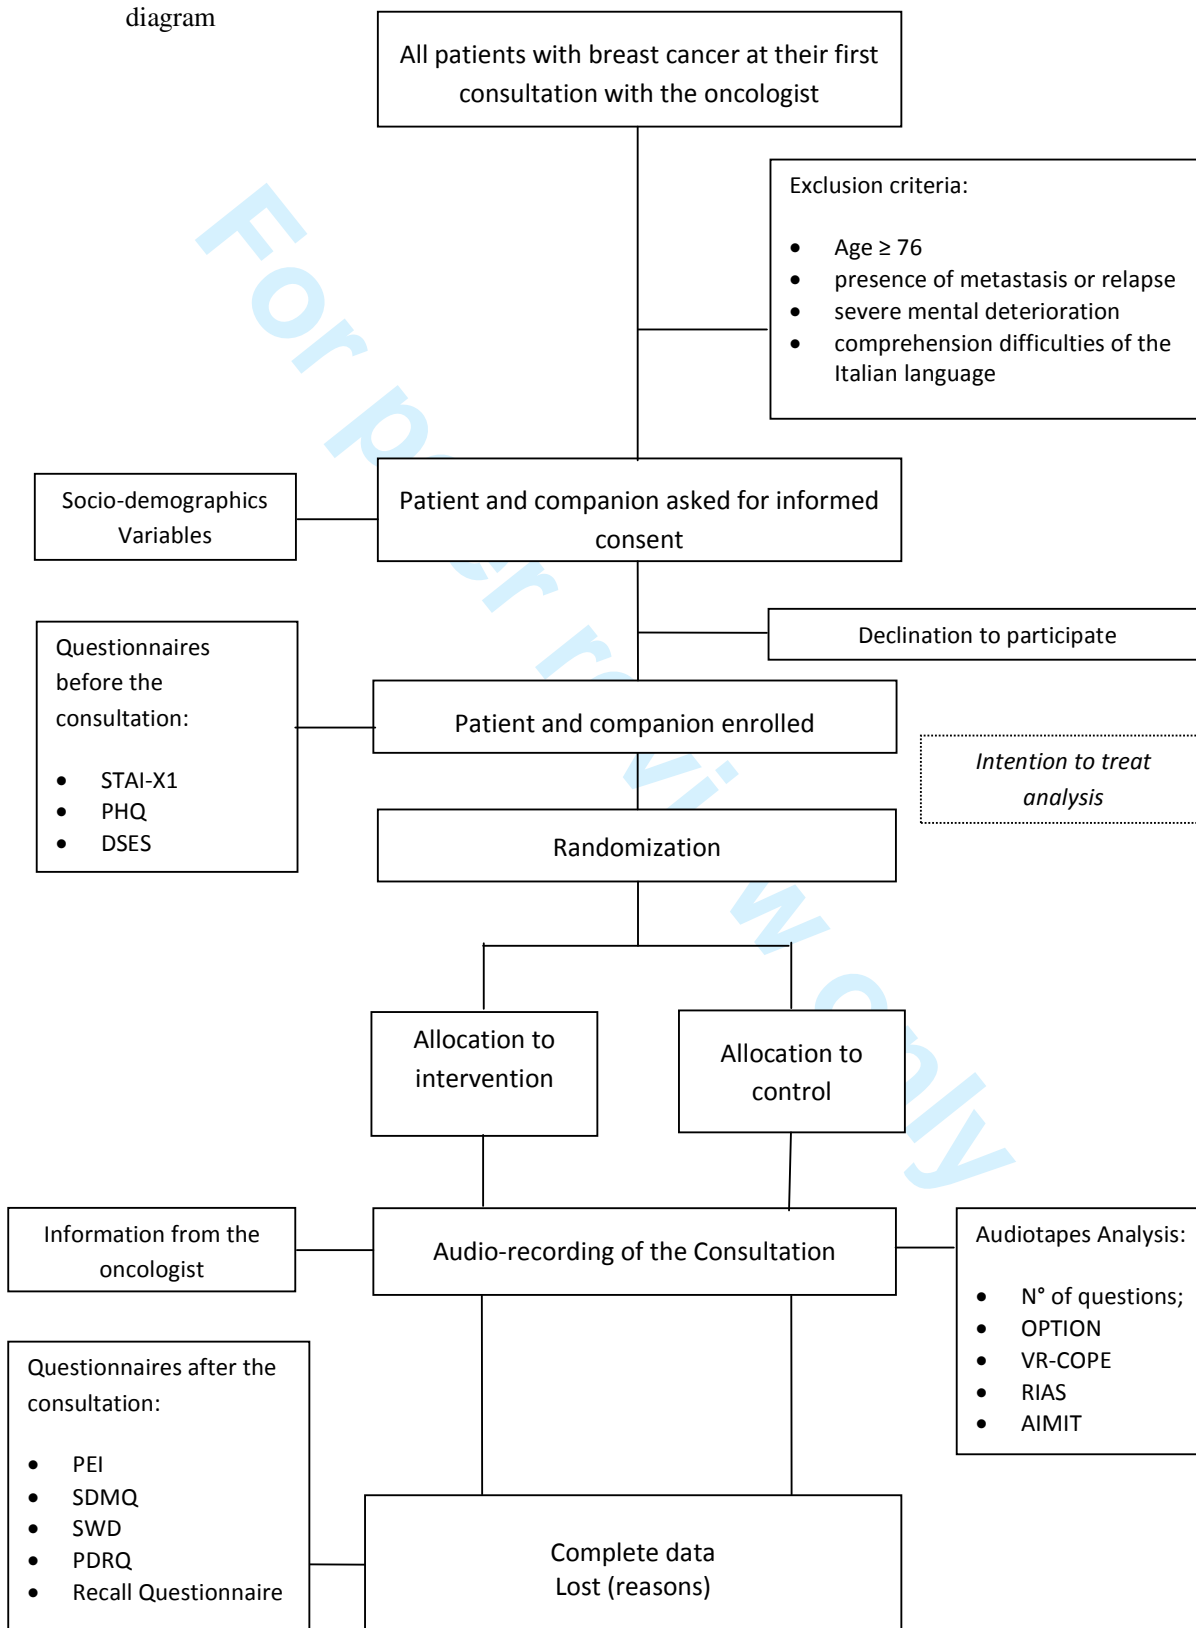 diagram
All patients with breast cancer at their first
consultation with the oncologist
Exclusion criteria:
• Age ≥ 76
• presence of metastasis or relapse
• severe mental deterioration
• comprehension difficulties of the
Italian language
Socio-demographics
Variables
Patient and companion asked for informed
consent
Declination to participate
Questionnaires
before the
consultation:
• STAI-X1
• PHQ
• DSES
Patient and companion enrolled
Intention to treat
analysis
Randomization
Allocation to
intervention
Allocation to
control
Information from the
oncologist
Audio-recording of the Consultation
Audiotapes Analysis:
• N° of questions;
• OPTION
• VR-COPE
• RIAS
• AIMIT
Questionnaires after the
consultation:
• PEI
• SDMQ
• SWD
• PDRQ
• Recall Questionnaire
Complete data
Lost (reasons)
For peer review only